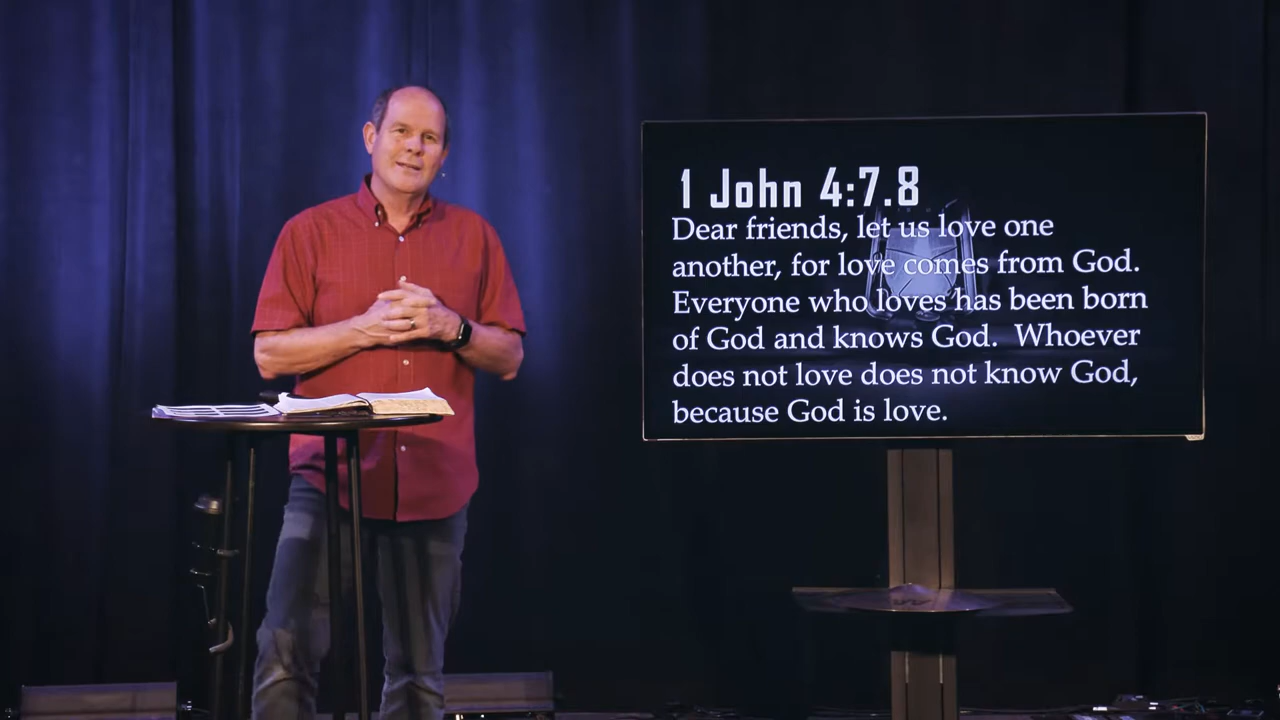 1 John 4:7.8
Dear friends, let us love one
another, for love comes from God.
Everyone who loves has been born
of God and knows God.  Whoever
does not love does not know God,
because God is love.